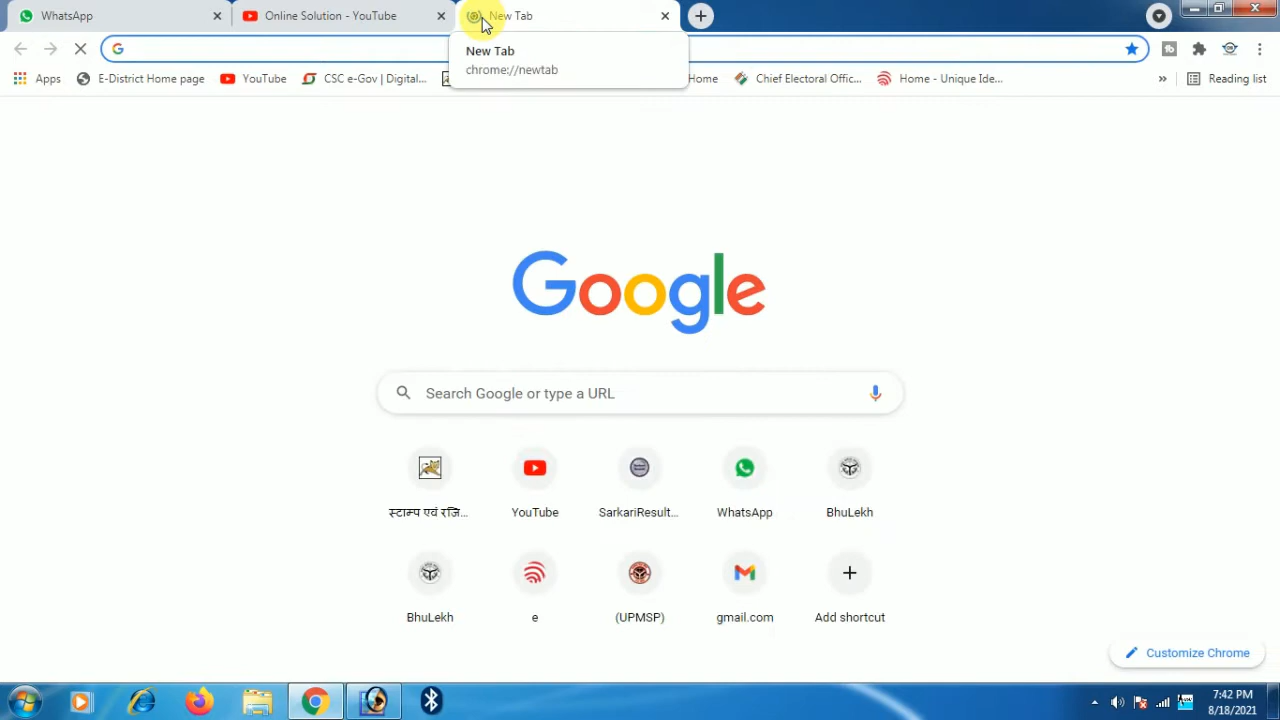 WhatsApp
Online Solution - YouTube
New Tab
New Tab
chrome://newtab
Apps
E-District Home page
YouTube
CSC e-Gov | Digital...
Home
Chief Electoral Offic...
Home - Unique Ide...
»
Reading list
Google
Search Google or type a URL
स्टाम्प एवं रजि...
YouTube
SarkariResult...
WhatsApp
BhuLekh
BhuLekh
e
(UPMSP)
gmail.com
Add shortcut
Customize Chrome
7:42 PM
8/18/2021